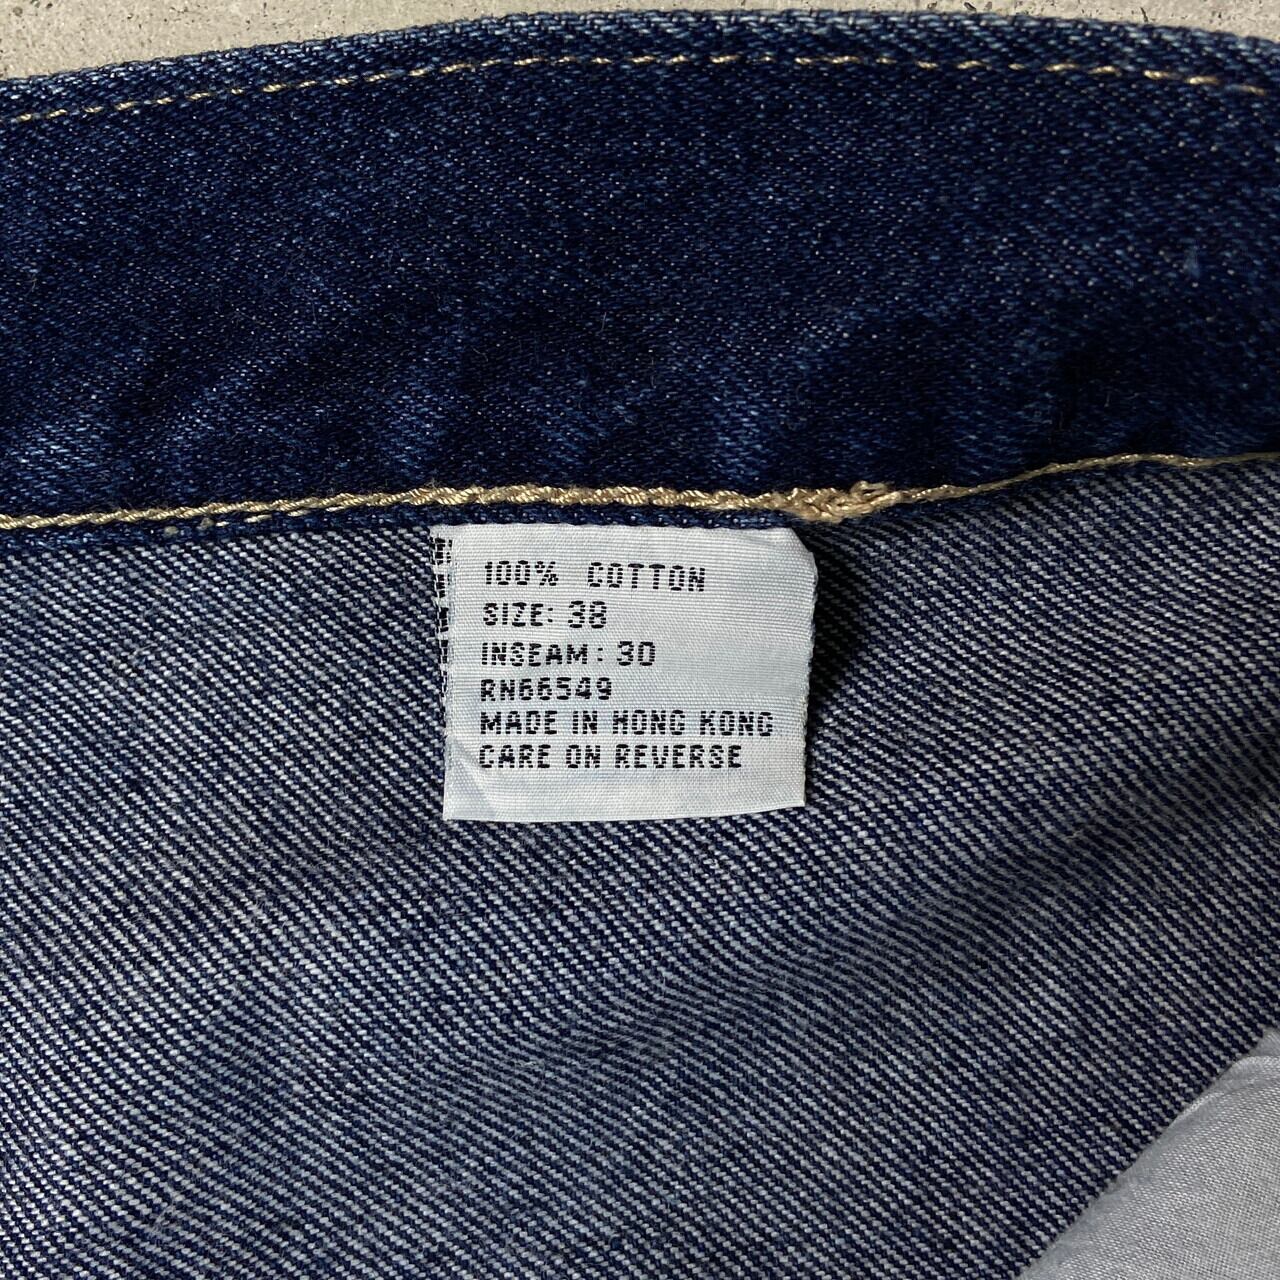 100% COTTON
SIZE: 38
INSEAM: 30
RN66549
MADE IN HONG KONG
CARE ON REVERSE